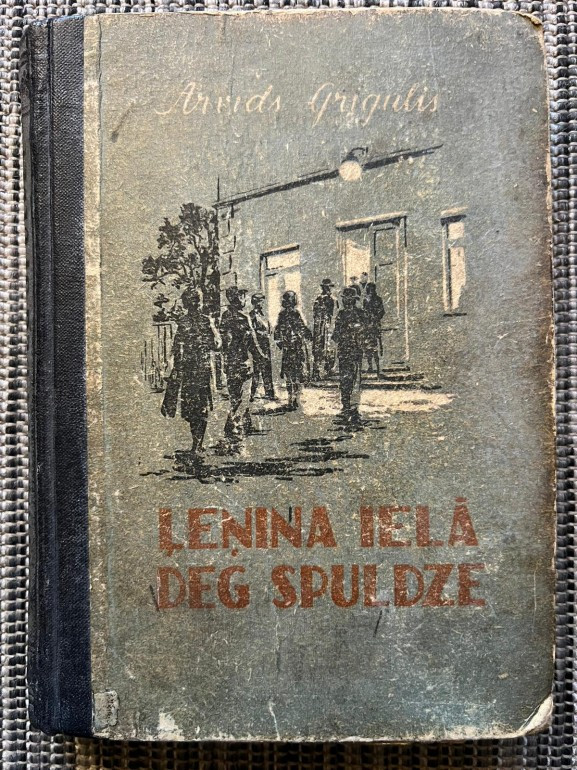 Arvīds Grigulis
ĻEŅINA IELĀ
DEG SPULDZE